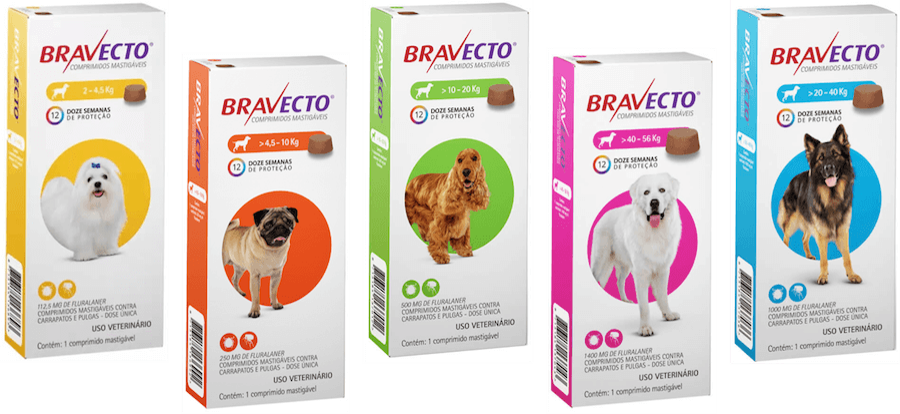 BRAVECTO®
COMPRIMIDOS MASTIGÁVEIS
2 – 4,5 Kg
12 DOZE SEMANAS
DE PROTEÇÃO
112,5 MG DE FLURALANER
COMPRIMIDOS MASTIGÁVEIS CONTRA
CARRAPATOS E PULGAS - DOSE ÚNICA
USO VETERINÁRIO
Contém: 1 comprimido mastigável
BRAVECTO
BRAVECTO®
COMPRIMIDOS MASTIGÁVEIS
>4,5 – 10 Kg
12 DOZE SEMANAS
DE PROTEÇÃO
250 MG DE FLURALANER
COMPRIMIDOS MASTIGÁVEIS CONTRA
CARRAPATOS E PULGAS - DOSE ÚNICA
USO VETERINÁRIO
Contém: 1 comprimido mastigável
BRAVECTO
BRAVECTO®
COMPRIMIDOS MASTIGÁVEIS
>10 – 20 Kg
12 DOZE SEMANAS
DE PROTEÇÃO
500 MG DE FLURALANER
COMPRIMIDOS MASTIGÁVEIS CONTRA
CARRAPATOS E PULGAS - DOSE ÚNICA
USO VETERINÁRIO
Contém: 1 comprimido mastigável
BRAVECTO
BRAVECTO®
COMPRIMIDOS MASTIGÁVEIS
>40 – 56 Kg
12 DOZE SEMANAS
DE PROTEÇÃO
1400 MG DE FLURALANER
COMPRIMIDOS MASTIGÁVEIS CONTRA
CARRAPATOS E PULGAS - DOSE ÚNICA
USO VETERINÁRIO
Contém: 1 comprimido mastigável
BRAVECTO
BRAVECTO®
COMPRIMIDOS MASTIGÁVEIS
>20 – 40 Kg
12 DOZE SEMANAS
DE PROTEÇÃO
1000 MG DE FLURALANER
COMPRIMIDOS MASTIGÁVEIS CONTRA
CARRAPATOS E PULGAS - DOSE ÚNICA
USO VETERINÁRIO
Contém: 1 comprimido mastigável
BRAVECTO